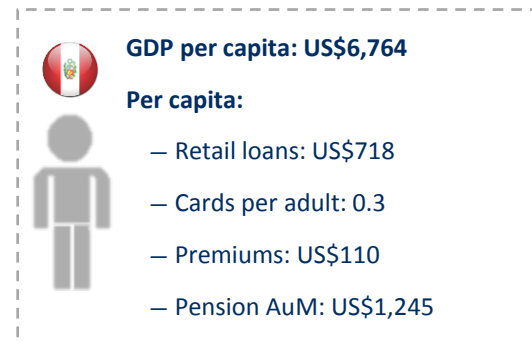 GDP per capita: US$6,764
Per capita:
— Retail loans: US$718
— Cards per adult: 0.3
— Premiums: US$110
— Pension AuM: US$1,245